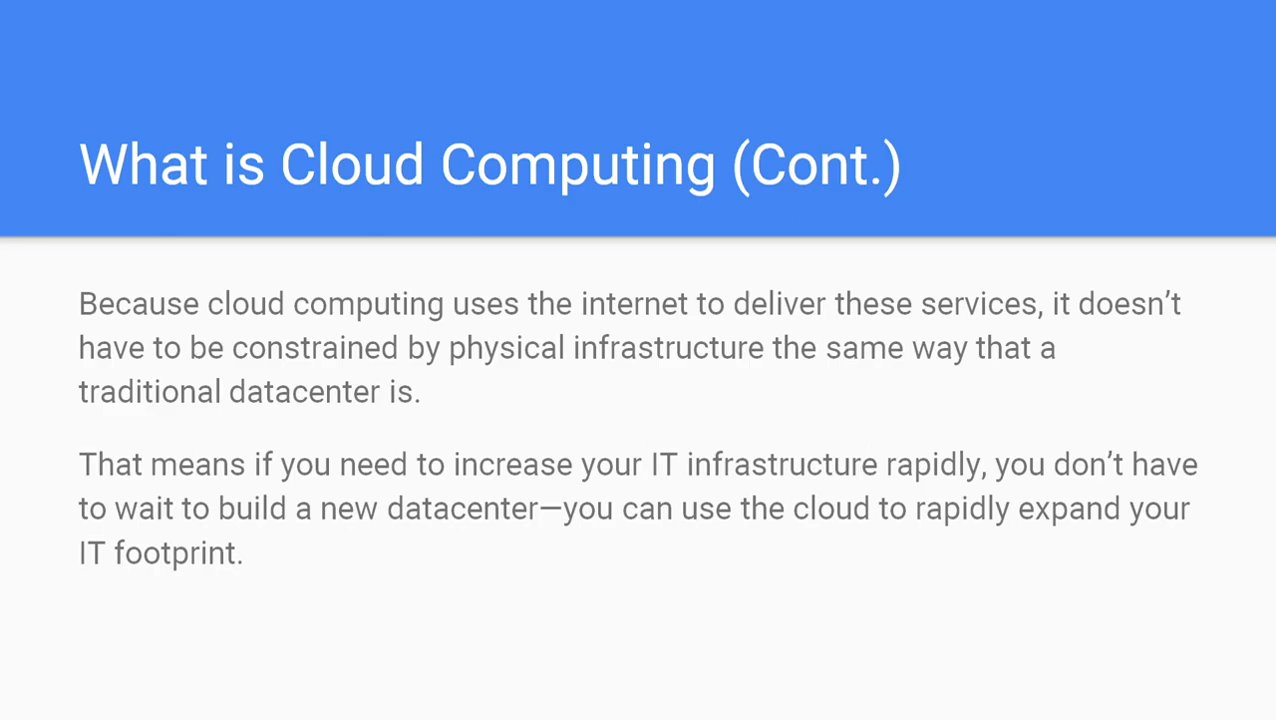 What is Cloud Computing (Cont.)
Because cloud computing uses the internet to deliver these services, it doesn’t
have to be constrained by physical infrastructure the same way that a
traditional datacenter is.
That means if you need to increase your IT infrastructure rapidly, you don’t have
to wait to build a new datacenter—you can use the cloud to rapidly expand your
IT footprint.